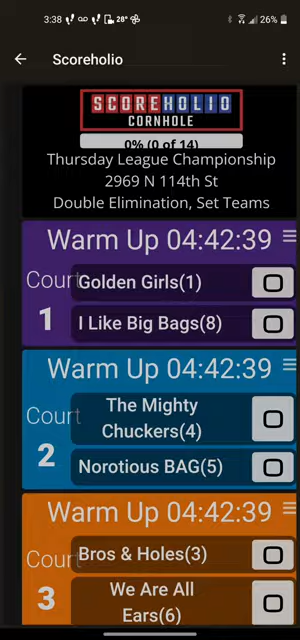 3:38 28° 26%
Scoreholio
SCOREHOLIO
CORNHOLE
0% (0 of 14)
Thursday League Championship
2969 N 114th St
Double Elimination, Set Teams
Warm Up 04:42:39
Court
1
Golden Girls(1)
I Like Big Bags(8)
Warm Up 04:42:39
Court
2
The Mighty
Chuckers(4)
Norotious BAG(5)
Warm Up 04:42:39
Court
3
Bros & Holes(3)
We Are All
Ears(6)